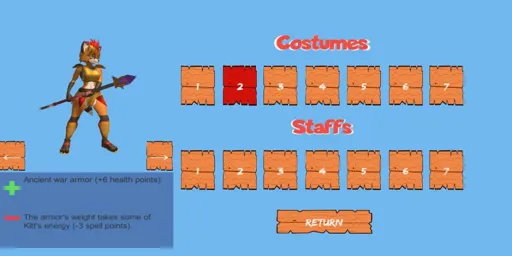 Costumes
1 2 3 4 5 6 7
Staffs
1 2 3 4 5 6 7
Ancient war armor (+6 health points).
The armor's weight takes some of
Kitt's energy (-3 spell points).
RETURN